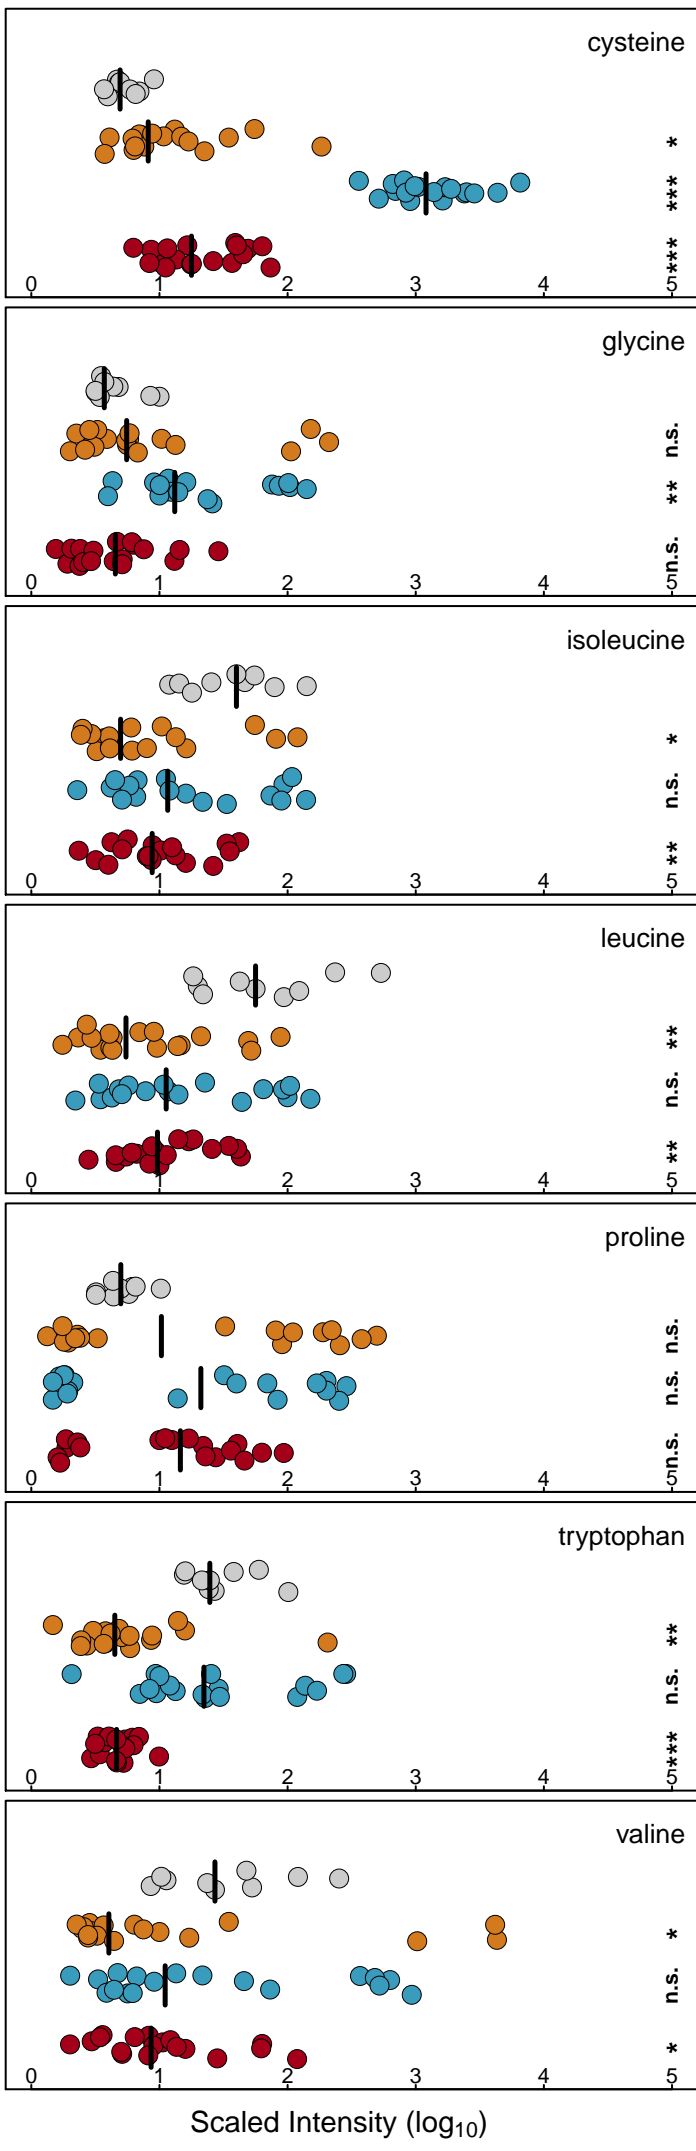 cysteine
*
***
***
0 1 2 3 4 5
glycine
n.s.
**
n.s.
0 1 2 3 4 5
isoleucine
*
n.s.
**
0 1 2 3 4 5
leucine
**
n.s.
**
0 1 2 3 4 5
proline
n.s.
n.s.
n.s.
0 1 2 3 4 5
tryptophan
**
n.s.
***
0 1 2 3 4 5
valine
*
n.s.
*
0 1 2 3 4 5
Scaled Intensity (log₁₀)